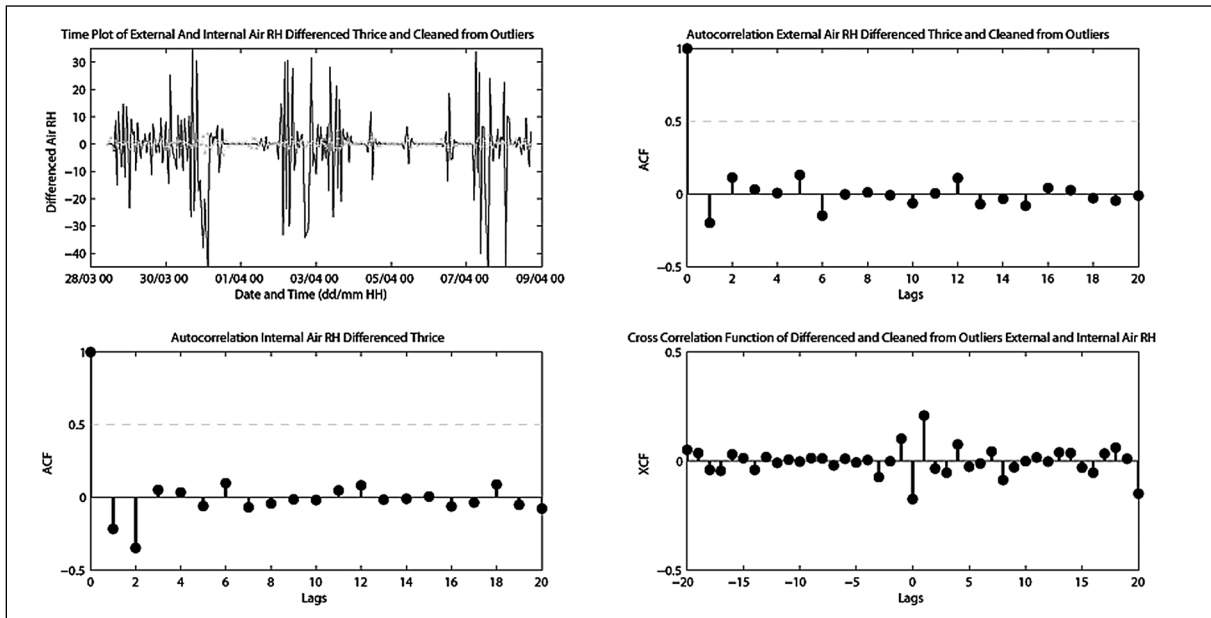 Time Plot of External And Internal Air RH Differenced Thrice and Cleaned from Outliers
30
20
10
0
−10
−20
−30
−40
Differenced Air RH
28/03 00 30/03 00 01/04 00 03/04 00 05/04 00 07/04 00 09/04 00
Date and Time (dd/mm HH)
Autocorrelation External Air RH Differenced Thrice and Cleaned from Outliers
1
0.5
0
−0.5
ACF
0 2 4 6 8 10 12 14 16 18 20
Lags
Autocorrelation Internal Air RH Differenced Thrice
1
0.5
0
−0.5
ACF
0 2 4 6 8 10 12 14 16 18 20
Lags
Cross Correlation Function of Differenced and Cleaned from Outliers External and Internal Air RH
0.5
0
−0.5
XCF
−20 −15 −10 −5 0 5 10 15 20
Lags